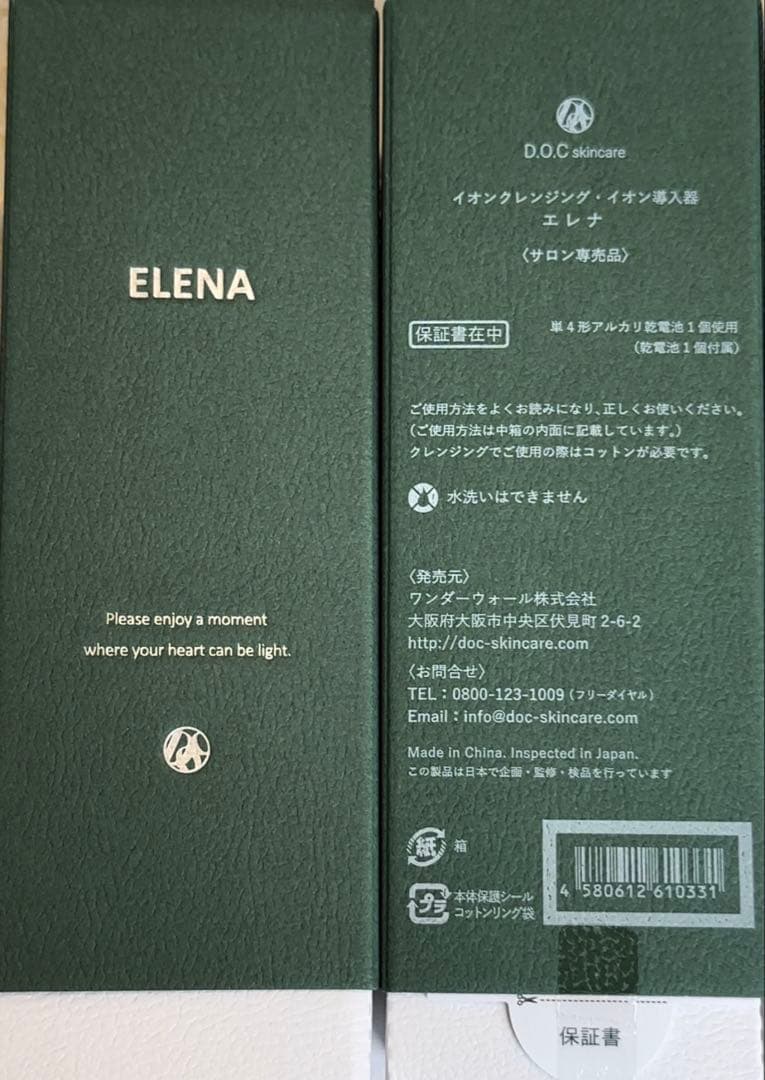 ELENA
Please enjoy a moment
where your heart can be light.
D.O.C skincare
イオンクレンジング・イオン導入器
エレナ
〈サロン専売品〉
保証書在中
単4形アルカリ乾電池1個使用
(乾電池1個付属)
ご使用方法をよくお読みになり、正しくお使いください。
(ご使用方法は中箱の内面に記載しています。)
クレンジングでご使用の際はコットンが必要です。
水洗いはできません
〈発売元〉
ワンダーウォール株式会社
大阪府大阪市中央区伏見町2-6-2
http://doc-skincare.com
〈お問合せ〉
TEL：0800-123-1009 (フリーダイヤル)
Email：info@doc-skincare.com
Made in China. Inspected in Japan.
この製品は日本で企画・監修・検品を行っています
紙 箱
プラ 本体保護シール
コットンリング袋
4 580612 610331
保証書